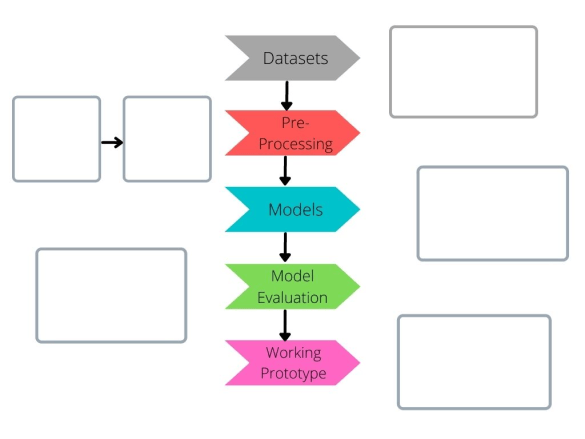 Datasets
Pre-
Processing
Models
Model
Evaluation
Working
Prototype